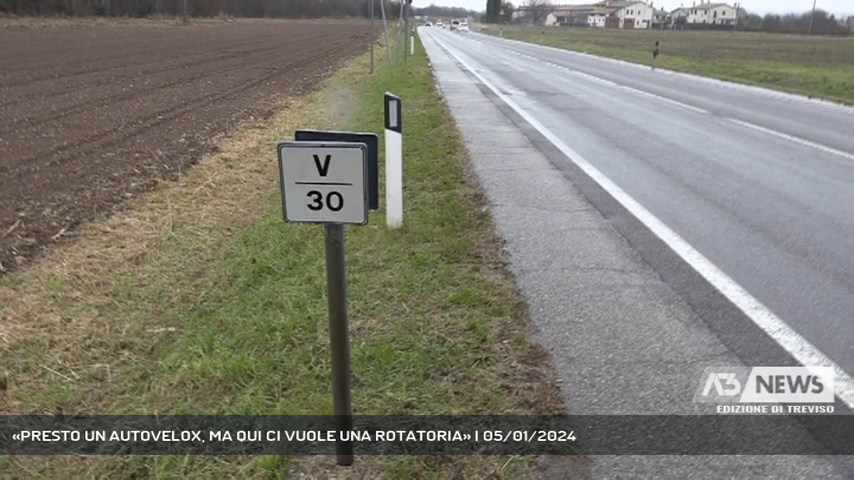 V
30
A3 NEWS
EDIZIONE DI TREVISO
«PRESTO UN AUTOVELOX, MA QUI CI VUOLE UNA ROTATORIA» | 05/01/2024